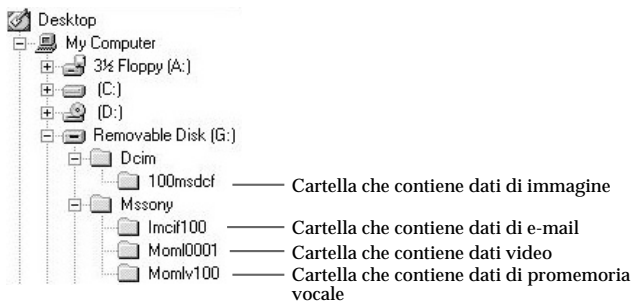 Desktop
My Computer
3½ Floppy (A:)
(C:)
(D:)
Removable Disk (G:)
Dcim
100msdcf Cartella che contiene dati di immagine
Mssony
Imcif100 Cartella che contiene dati di e-mail
Moml0001 Cartella che contiene dati video
Momlv100 Cartella che contiene dati di promemoria
vocale